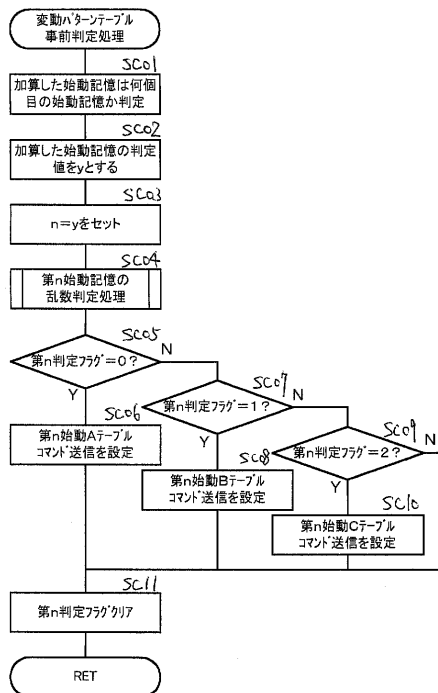 変動パターンテーブル
事前判定処理
SC01
加算した始動記憶は何個
目の始動記憶か判定
SC02
加算した始動記憶の判定
値をyとする
SC03
n=yをセット
SC04
第n始動記憶の
乱数判定処理
SC05
第n判定フラグ=0?
N
Y
SC06
第n始動Aテーブル
コマンド送信を設定
SC07
第n判定フラグ=1?
N
Y
SC08
第n始動Bテーブル
コマンド送信を設定
SC09
第n判定フラグ=2?
N
Y
SC10
第n始動Cテーブル
コマンド送信を設定
SC11
第n判定フラグクリア
RET